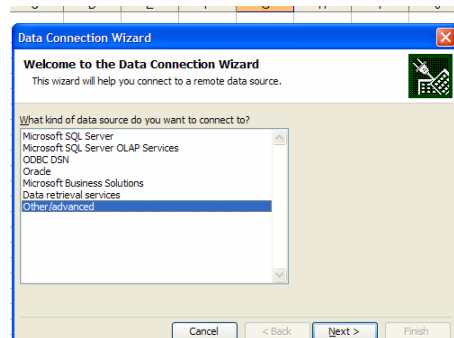 Data Connection Wizard
Welcome to the Data Connection Wizard
This wizard will help you connect to a remote data source.
What kind of data source do you want to connect to?
Microsoft SQL Server
Microsoft SQL Server OLAP Services
ODBC DSN
Oracle
Microsoft Business Solutions
Data retrieval services
Other/advanced
Cancel
< Back
Next >
Finish